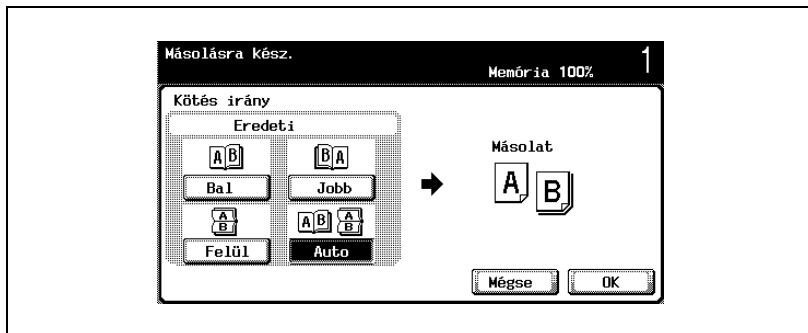 Másolásra kész.
Memória 100%
1
Kötés irány
Eredeti
A B
B A
Bal
Jobb
A B
A B A B
Felül
Auto
Másolat
A B
Mégse
OK